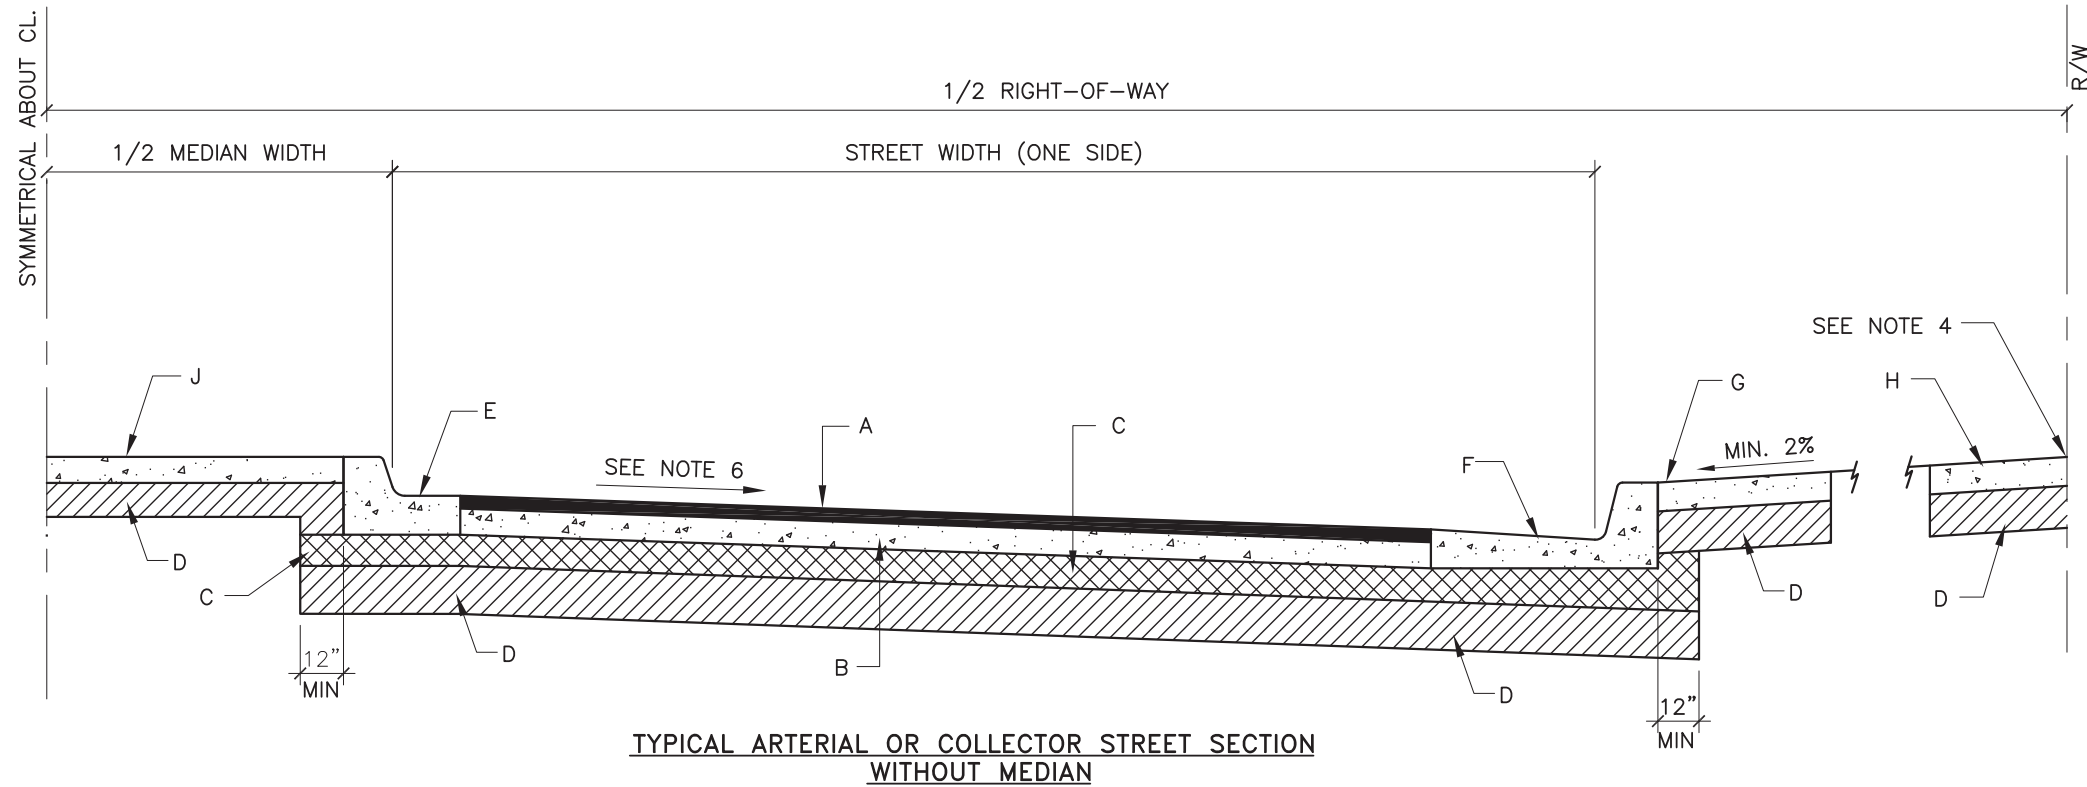 SYMMETRICAL ABOUT CL.
R/W
1/2 RIGHT-OF-WAY
1/2 MEDIAN WIDTH
STREET WIDTH (ONE SIDE)
SEE NOTE 4
J
E
A
C
G
H
SEE NOTE 6
F
MIN. 2%
D
C
D
B
D
D
D
12"
MIN
12"
MIN
TYPICAL ARTERIAL OR COLLECTOR STREET SECTION
WITHOUT MEDIAN